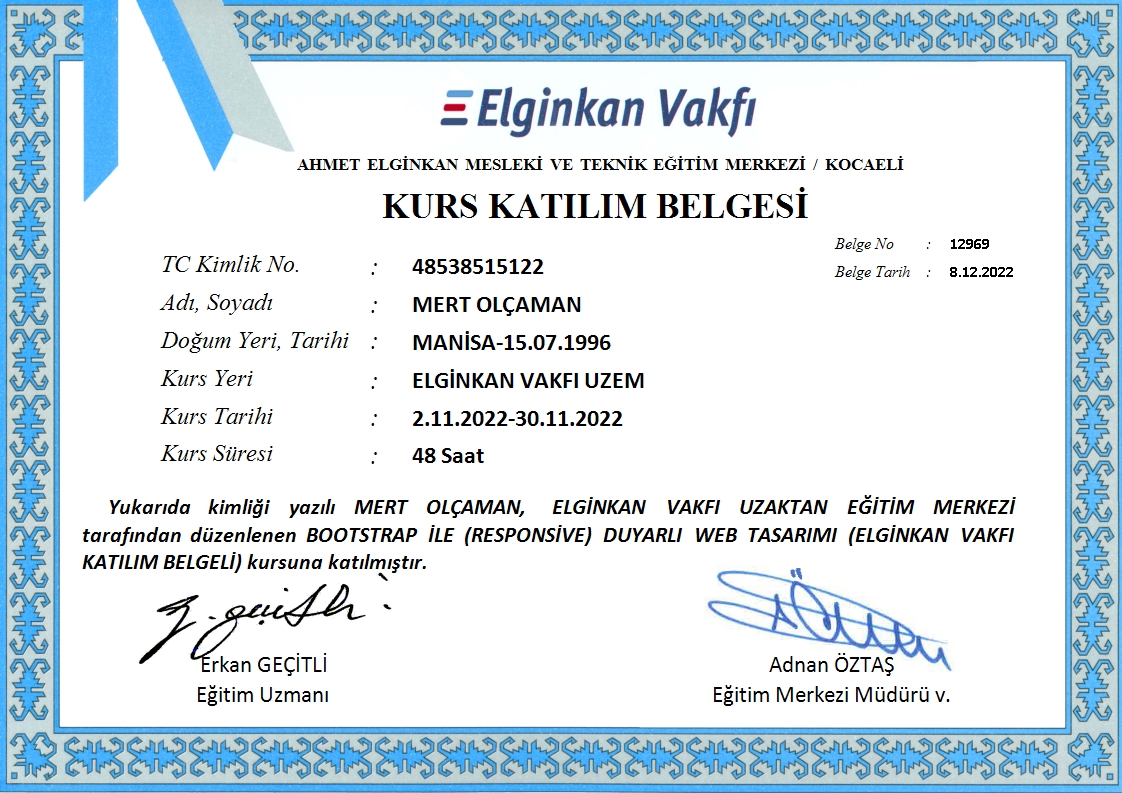 Elginkan Vakfı
AHMET ELGİNKAN MESLEKİ VE TEKNİK EĞİTİM MERKEZİ / KOCAELİ
KURS KATILIM BELGESİ
Belge No : 12969
Belge Tarih : 8.12.2022
TC Kimlik No. : 48538515122
Adı, Soyadı : MERT OLÇAMAN
Doğum Yeri, Tarihi : MANİSA-15.07.1996
Kurs Yeri : ELGİNKAN VAKFI UZEM
Kurs Tarihi : 2.11.2022-30.11.2022
Kurs Süresi : 48 Saat
Yukarıda kimliği yazılı MERT OLÇAMAN, ELGİNKAN VAKFI UZAKTAN EĞİTİM MERKEZİ
tarafından düzenlenen BOOTSTRAP İLE (RESPONSİVE) DUYARLI WEB TASARIMI (ELGİNKAN VAKFI
KATILIM BELGELİ) kursuna katılmıştır.
Erkan GEÇİTLİ
Eğitim Uzmanı
Adnan ÖZTAŞ
Eğitim Merkezi Müdürü v.